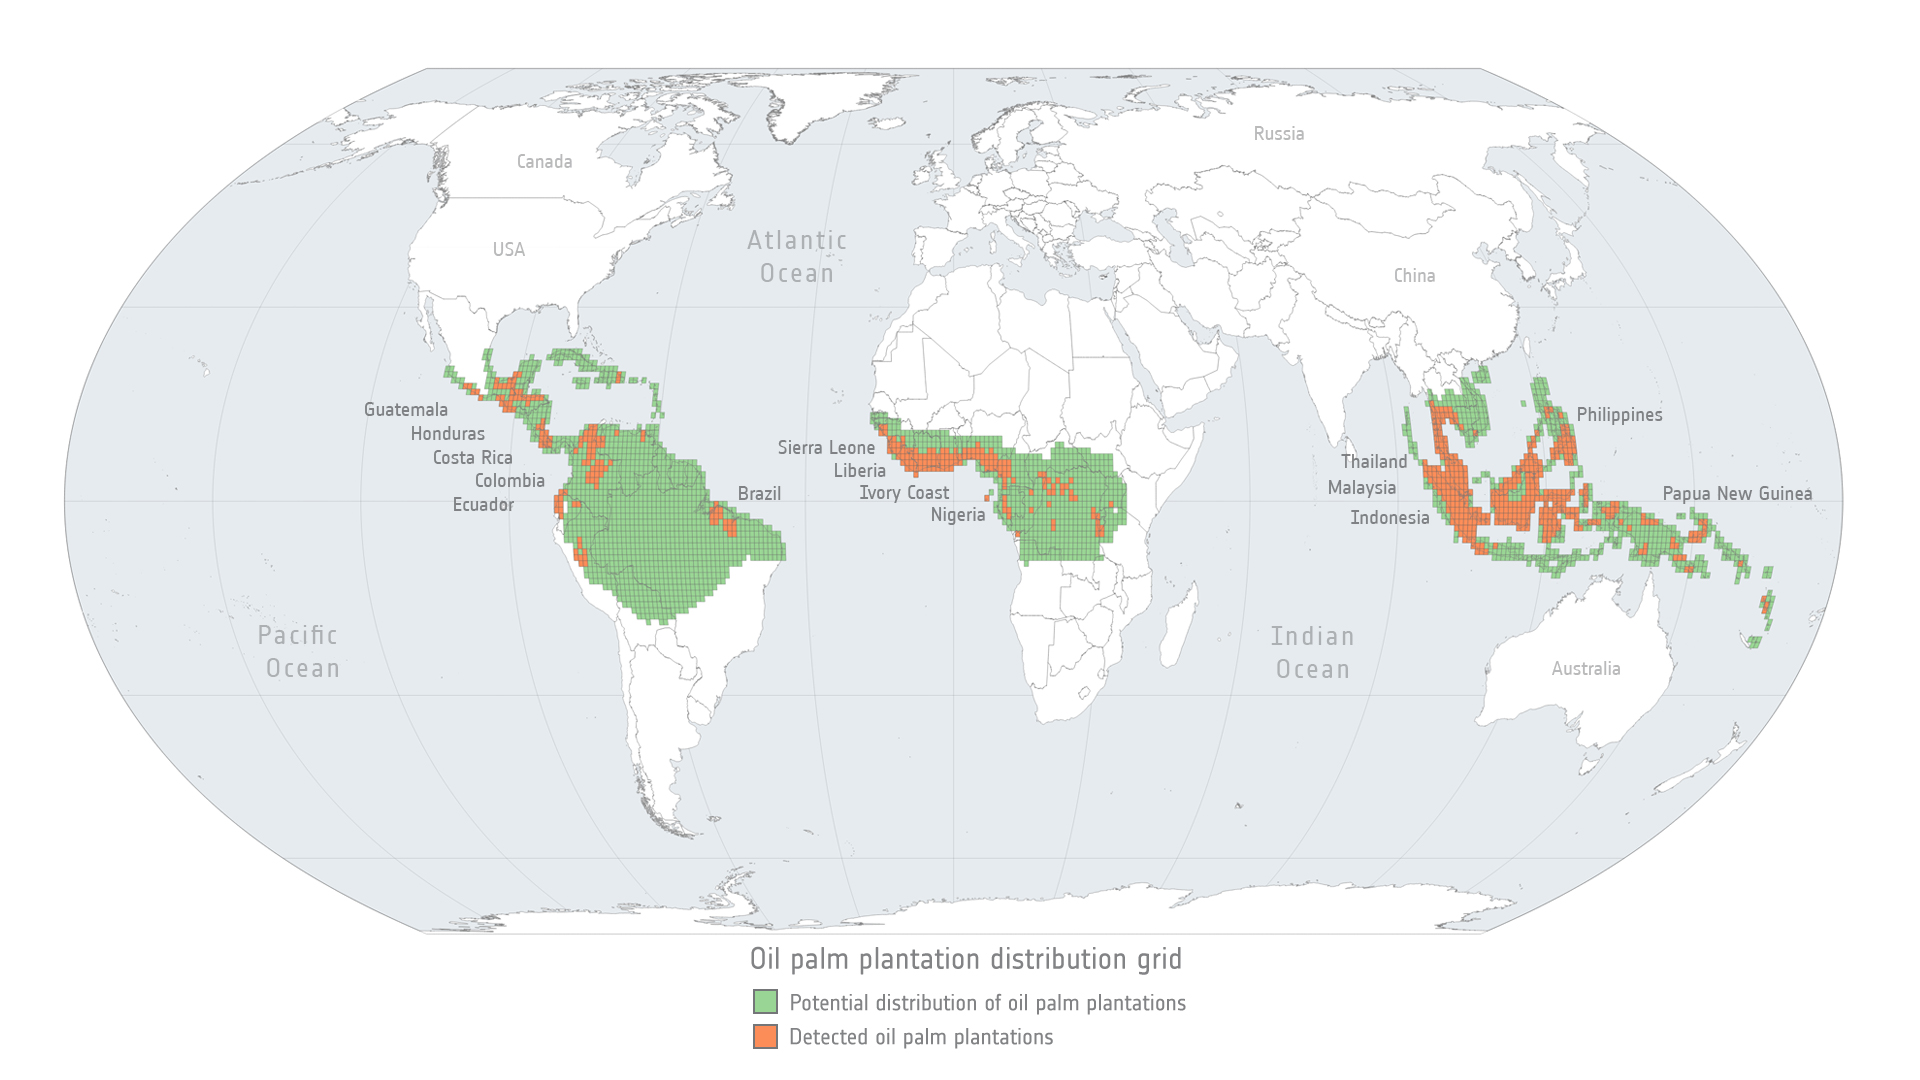 Russia
Canada
Atlantic
Ocean
USA
China
Guatemala
Honduras
Costa Rica
Colombia
Ecuador
Brazil
Sierra Leone
Liberia
Ivory Coast
Nigeria
Philippines
Thailand
Malaysia
Indonesia
Papua New Guinea
Pacific
Ocean
Indian
Ocean
Australia
Oil palm plantation distribution grid
Potential distribution of oil palm plantations
Detected oil palm plantations